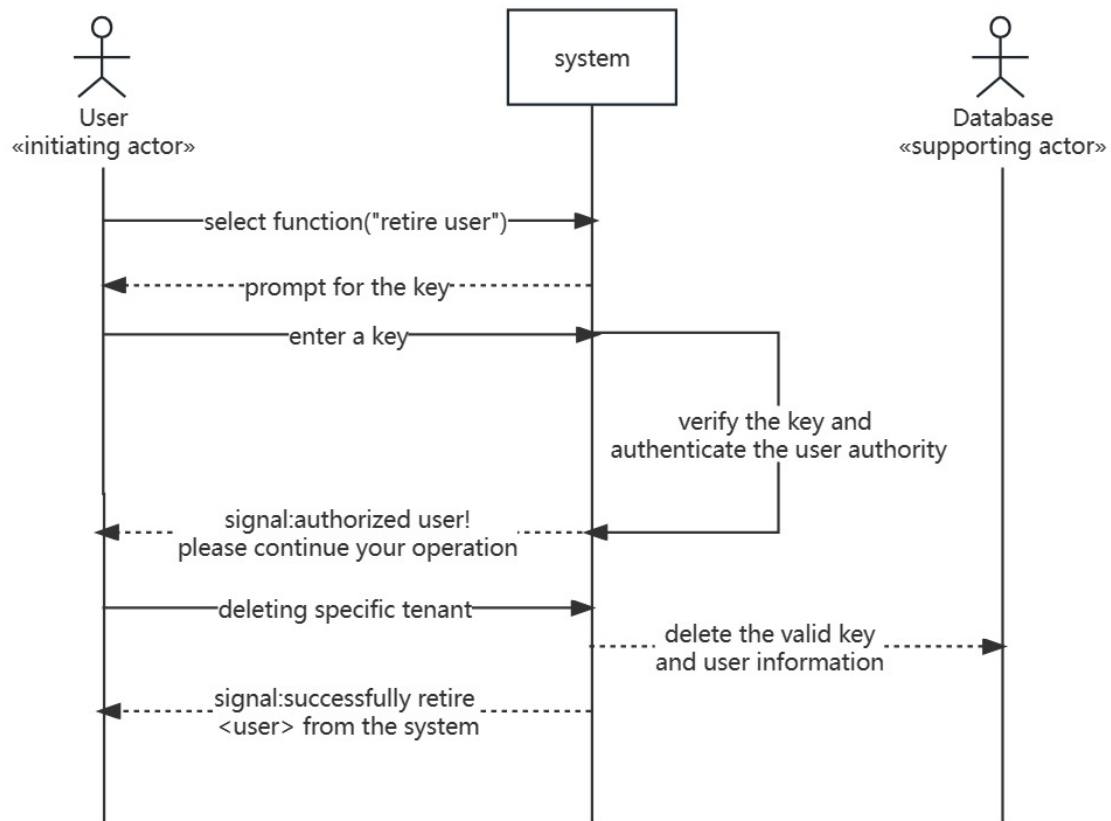 User
«initiating actor»
system
Database
«supporting actor»
select function("retire user")
prompt for the key
enter a key
verify the key and
authenticate the user authority
signal:authorized user!
please continue your operation
deleting specific tenant
delete the valid key
and user information
signal:successfully retire
<user> from the system